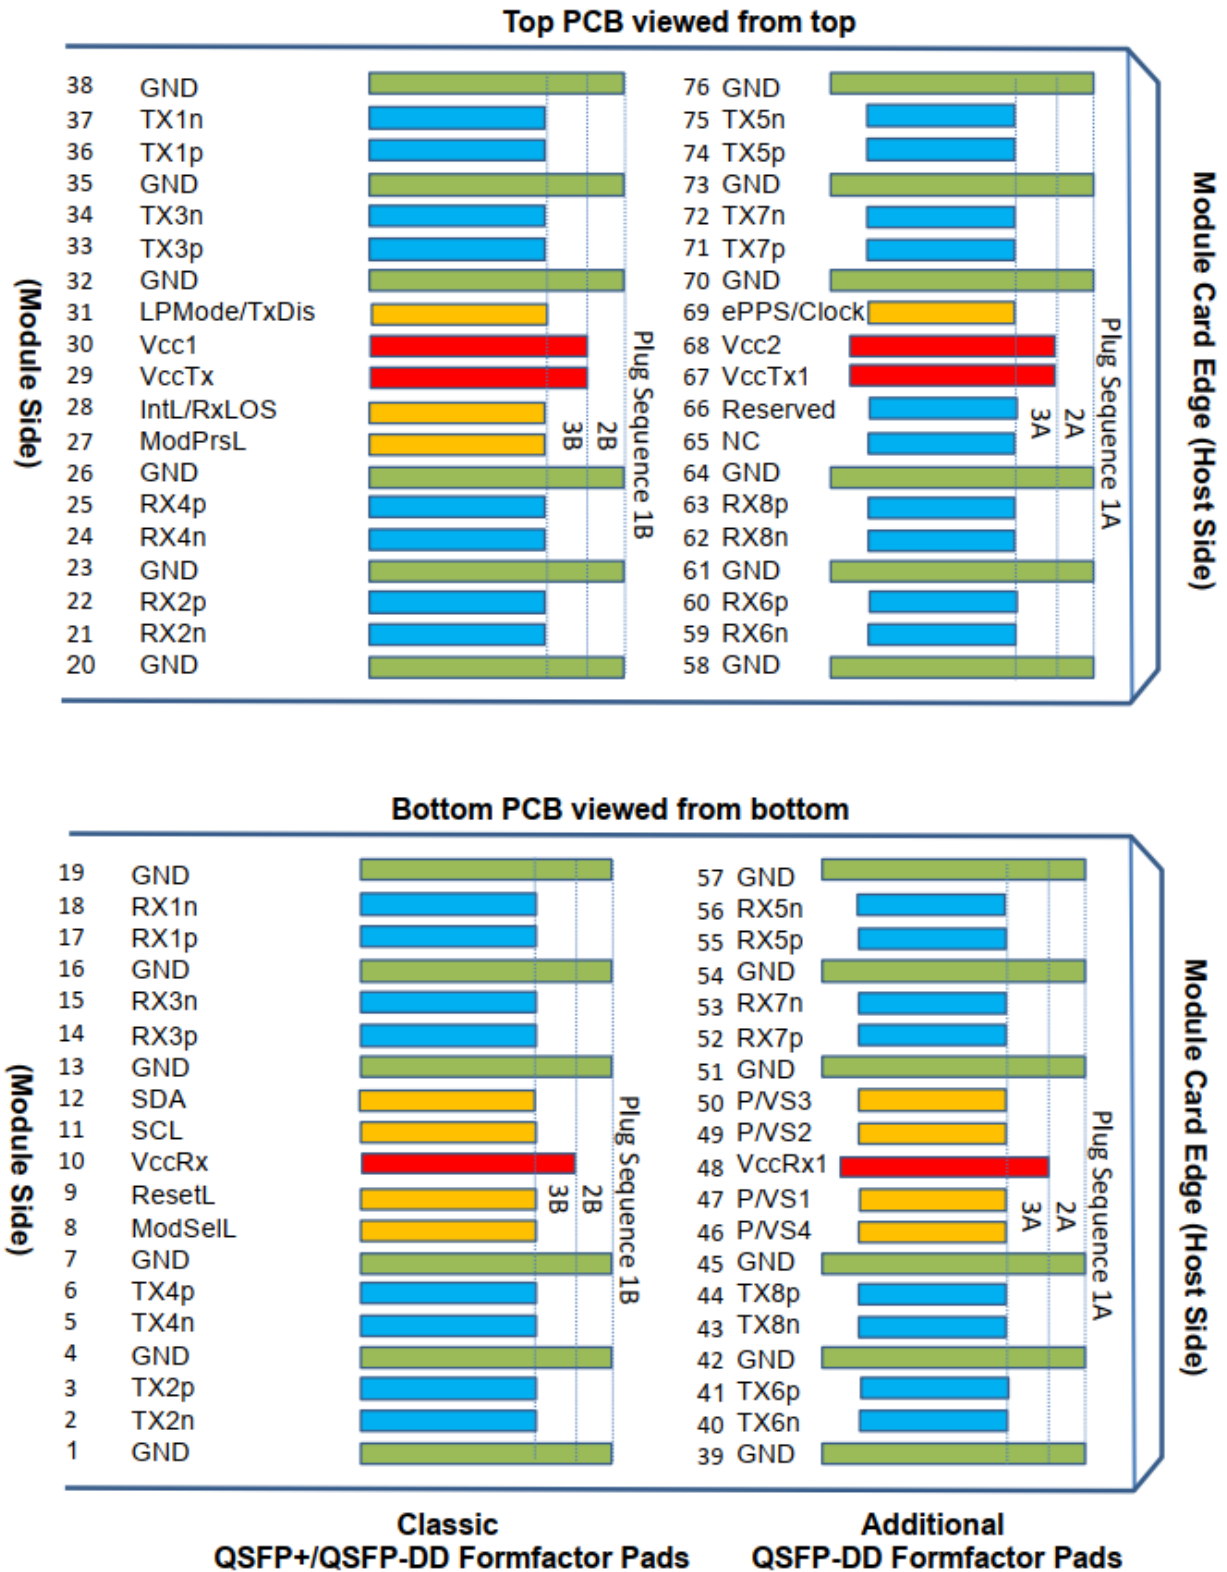 Top PCB viewed from top
38 GND 76 GND
37 TX1n 75 TX5n
36 TX1p 74 TX5p
35 GND 73 GND
34 TX3n 72 TX7n
33 TX3p 71 TX7p
32 GND 70 GND
31 LPMode/TxDis 69 ePPS/Clock
30 Vcc1 68 Vcc2
29 VccTx 67 VccTx1
28 IntL/RxLOS 66 Reserved
27 ModPrsL 65 NC
26 GND 64 GND
25 RX4p 63 RX8p
24 RX4n 62 RX8n
23 GND 61 GND
22 RX2p 60 RX6p
21 RX2n 59 RX6n
20 GND 58 GND
(Module Side)
3B
2B
Plug Sequence 1B
3A
2A
Plug Sequence 1A
Module Card Edge (Host Side)
Bottom PCB viewed from bottom
19 GND 57 GND
18 RX1n 56 RX5n
17 RX1p 55 RX5p
16 GND 54 GND
15 RX3n 53 RX7n
14 RX3p 52 RX7p
13 GND 51 GND
12 SDA 50 P/VS3
11 SCL 49 P/VS2
10 VccRx 48 VccRx1
9 ResetL 47 P/VS1
8 ModSelL 46 P/VS4
7 GND 45 GND
6 TX4p 44 TX8p
5 TX4n 43 TX8n
4 GND 42 GND
3 TX2p 41 TX6p
2 TX2n 40 TX6n
1 GND 39 GND
(Module Side)
3B
2B
Plug Sequence 1B
3A
2A
Plug Sequence 1A
Module Card Edge (Host Side)
Classic
QSFP+/QSFP-DD Formfactor Pads
Additional
QSFP-DD Formfactor Pads